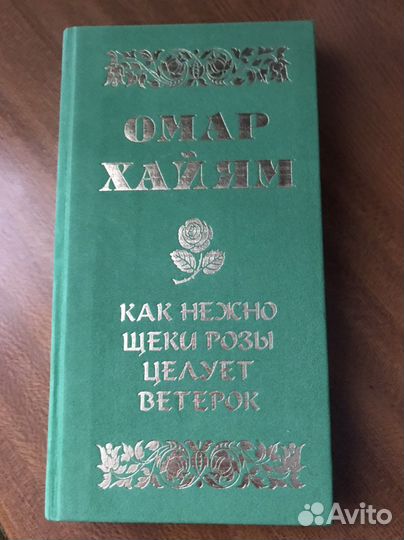 ОМАР
ХАЙЯМ
КАК НЕЖНО
ЩЕКИ РОЗЫ
ЦЕЛУЕТ
ВЕТЕРОК
Avito